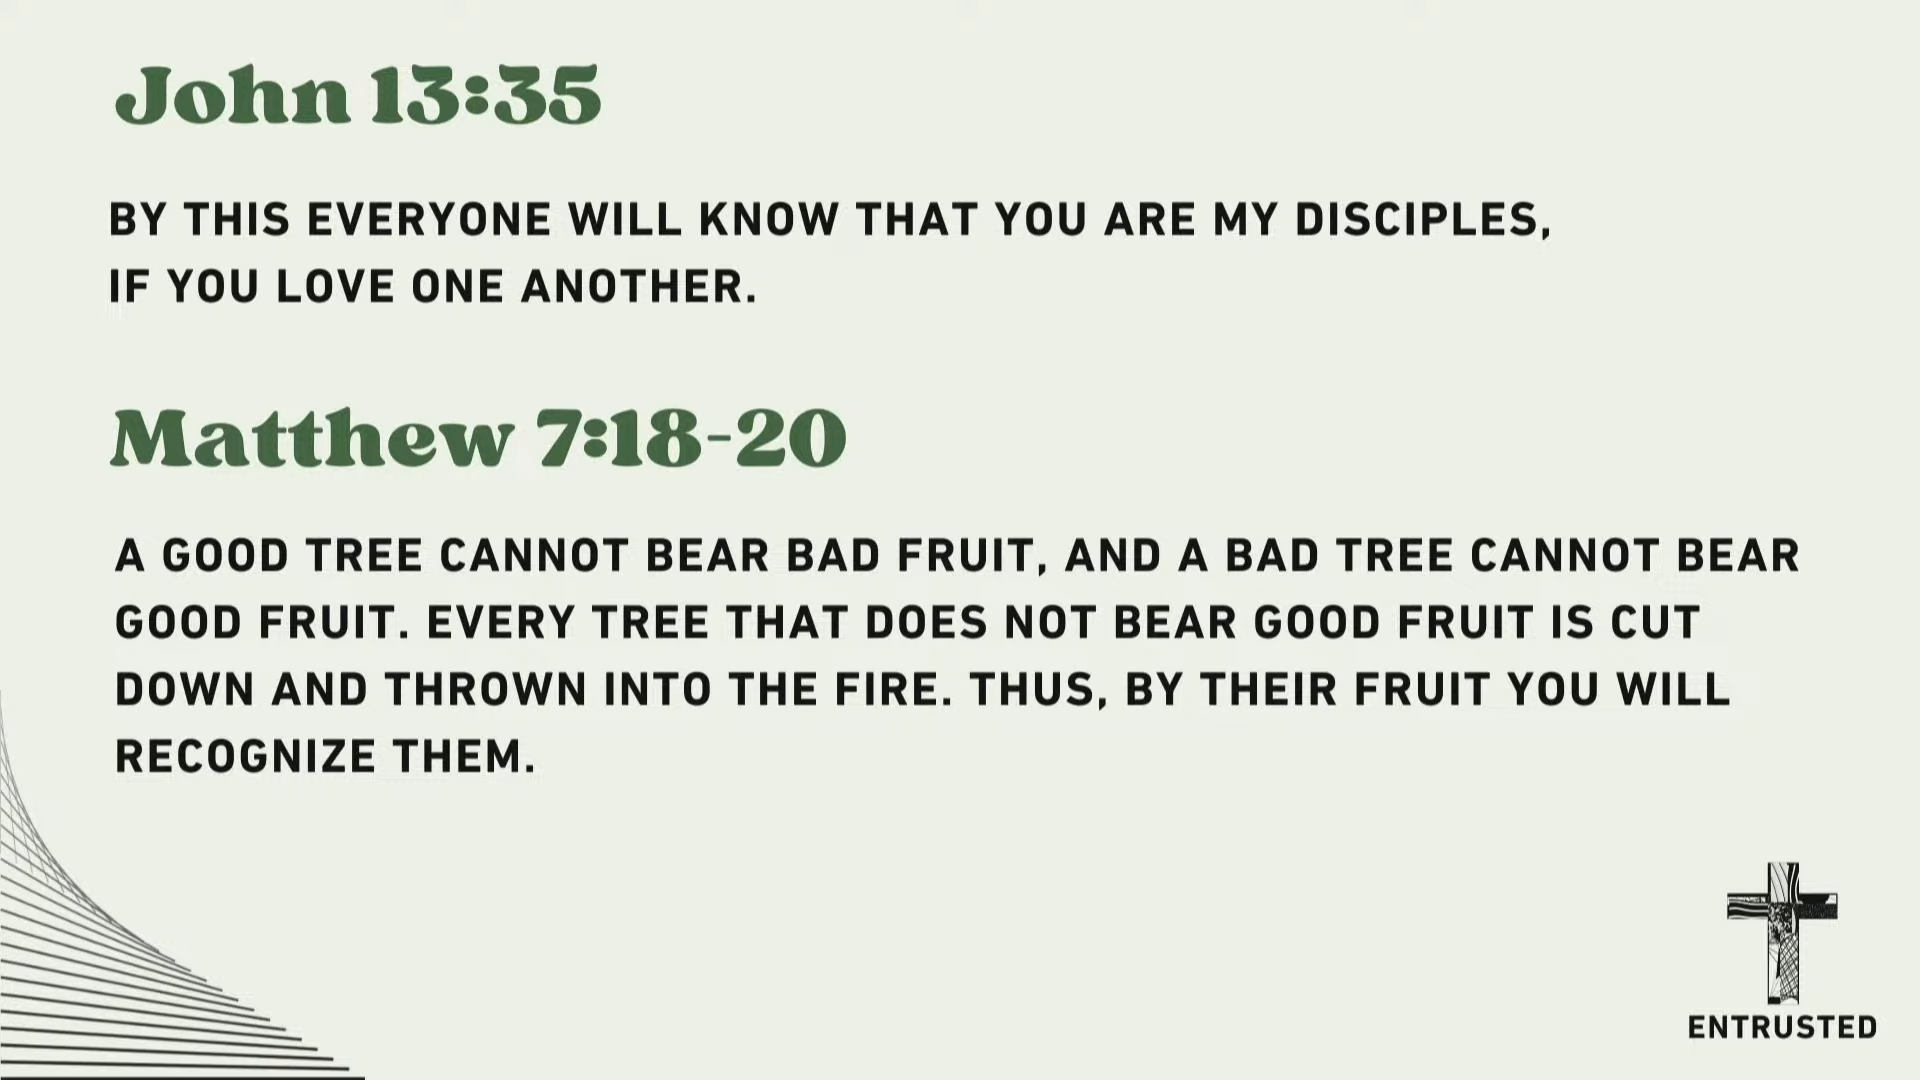 John 13:35
BY THIS EVERYONE WILL KNOW THAT YOU ARE MY DISCIPLES,
IF YOU LOVE ONE ANOTHER.
Matthew 7:18-20
A GOOD TREE CANNOT BEAR BAD FRUIT, AND A BAD TREE CANNOT BEAR
GOOD FRUIT. EVERY TREE THAT DOES NOT BEAR GOOD FRUIT IS CUT
DOWN AND THROWN INTO THE FIRE. THUS, BY THEIR FRUIT YOU WILL
RECOGNIZE THEM.
ENTRUSTED